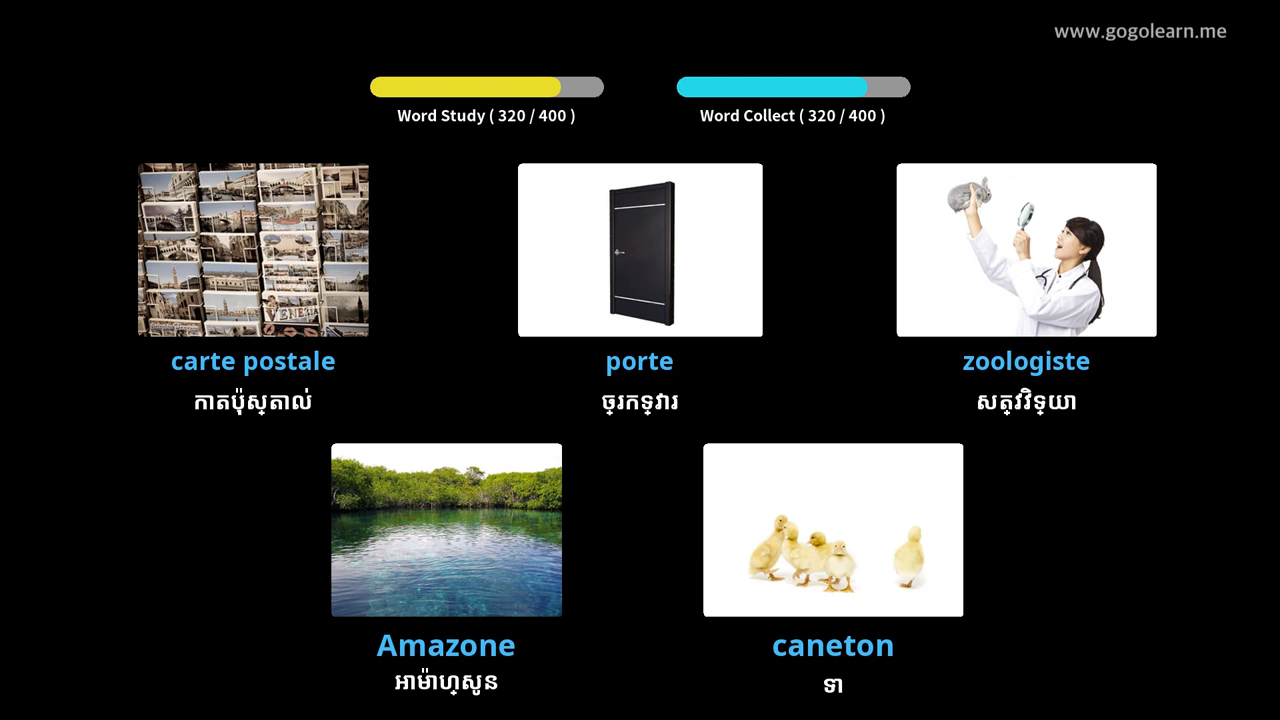 www.gogolearn.me
Word Study ( 320 / 400 )
Word Collect ( 320 / 400 )
carte postale
porte
zoologiste
កាតប៉ុស្តាល់
ច្រកទ្វារ
សត្វវិទ្យា
Amazone
caneton
អាម៉ាហ្សូន
ទា